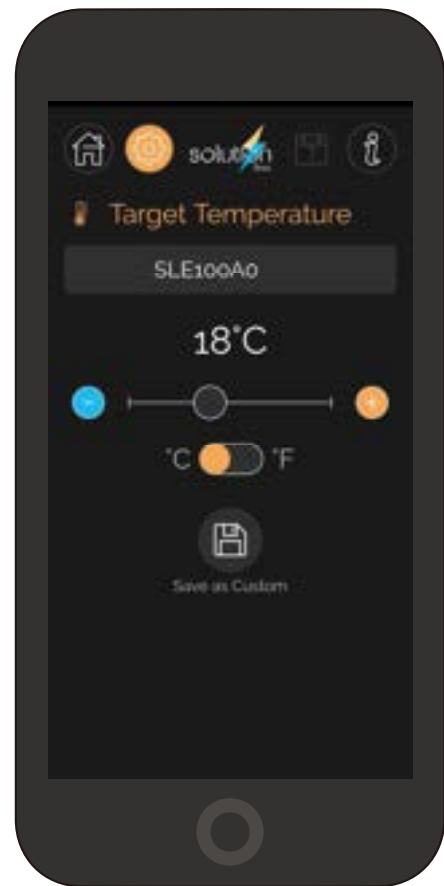 solution
Target Temperature
SLE100A0
18°C
°C °F
Save as Custom